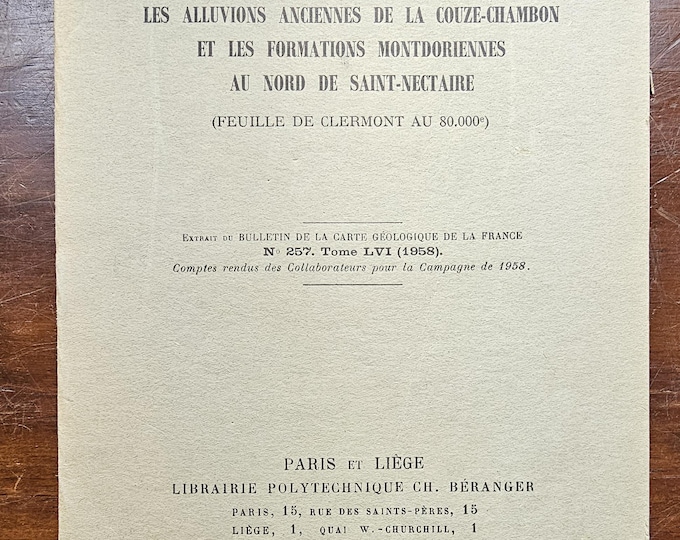 LES ALLUVIONS ANCIENNES DE LA COUZE-CHAMBON
ET LES FORMATIONS MONTDORIENNES
AU NORD DE SAINT-NECTAIRE
(FEUILLE DE CLERMONT AU 80.000ᵉ)
EXTRAIT DU BULLETIN DE LA CARTE GÉOLOGIQUE DE LA FRANCE
Nº 257. Tome LVI (1958).
Comptes rendus des Collaborateurs pour la Campagne de 1958.
PARIS ET LIÈGE
LIBRAIRIE POLYTECHNIQUE CH. BÉRANGER
PARIS, 15, RUE DES SAINTS-PÈRES, 15
LIÈGE, 1, QUAI W.-CHURCHILL, 1